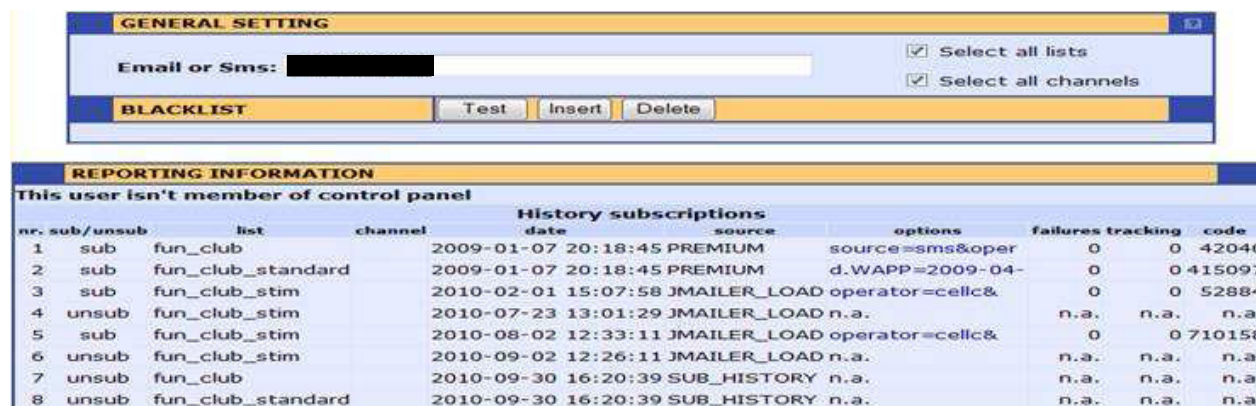 GENERAL SETTING
Email or Sms:
Select all lists
Select all channels
BLACKLIST Test Insert Delete
REPORTING INFORMATION
This user isn't member of control panel
History subscriptions
nr. sub/unsub list channel date source options failures tracking code
1 sub fun_club 2009-01-07 20:18:45 PREMIUM source=sms&oper 0 0 42040
2 sub fun_club_standard 2009-01-07 20:18:45 PREMIUM d.WAPP=2009-04- 0 0 415097
3 sub fun_club_stim 2010-02-01 15:07:58 JMAILER_LOAD operator=cellc& 0 0 52884
4 unsub fun_club_stim 2010-07-23 13:01:29 JMAILER_LOAD n.a. n.a. n.a. n.a
5 sub fun_club_stim 2010-08-02 12:33:11 JMAILER_LOAD operator=cellc& 0 0 710158
6 unsub fun_club_stim 2010-09-02 12:26:11 JMAILER_LOAD n.a. n.a. n.a. n.a
7 unsub fun_club 2010-09-30 16:20:39 SUB_HISTORY n.a. n.a. n.a. n.a
8 unsub fun_club_standard 2010-09-30 16:20:39 SUB_HISTORY n.a. n.a. n.a. n.a